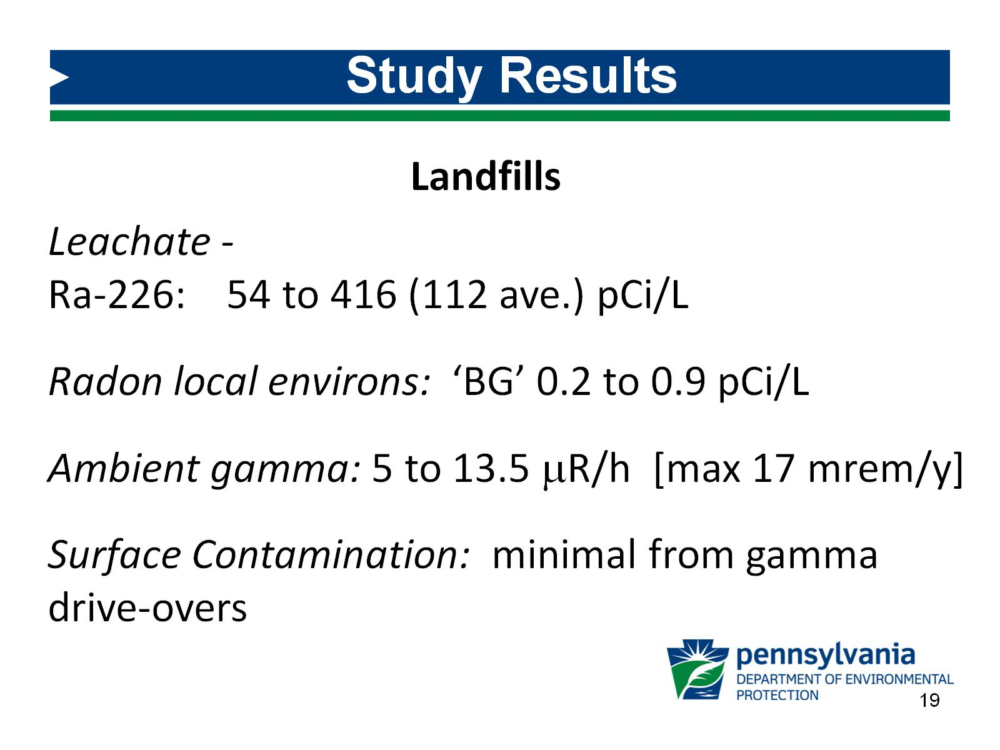 Study Results
Landfills
Leachate -
Ra-226: 54 to 416 (112 ave.) pCi/L
Radon local environs: ‘BG’ 0.2 to 0.9 pCi/L
Ambient gamma: 5 to 13.5 μR/h [max 17 mrem/y]
Surface Contamination: minimal from gamma
drive-overs
pennsylvania
DEPARTMENT OF ENVIRONMENTAL
PROTECTION
19